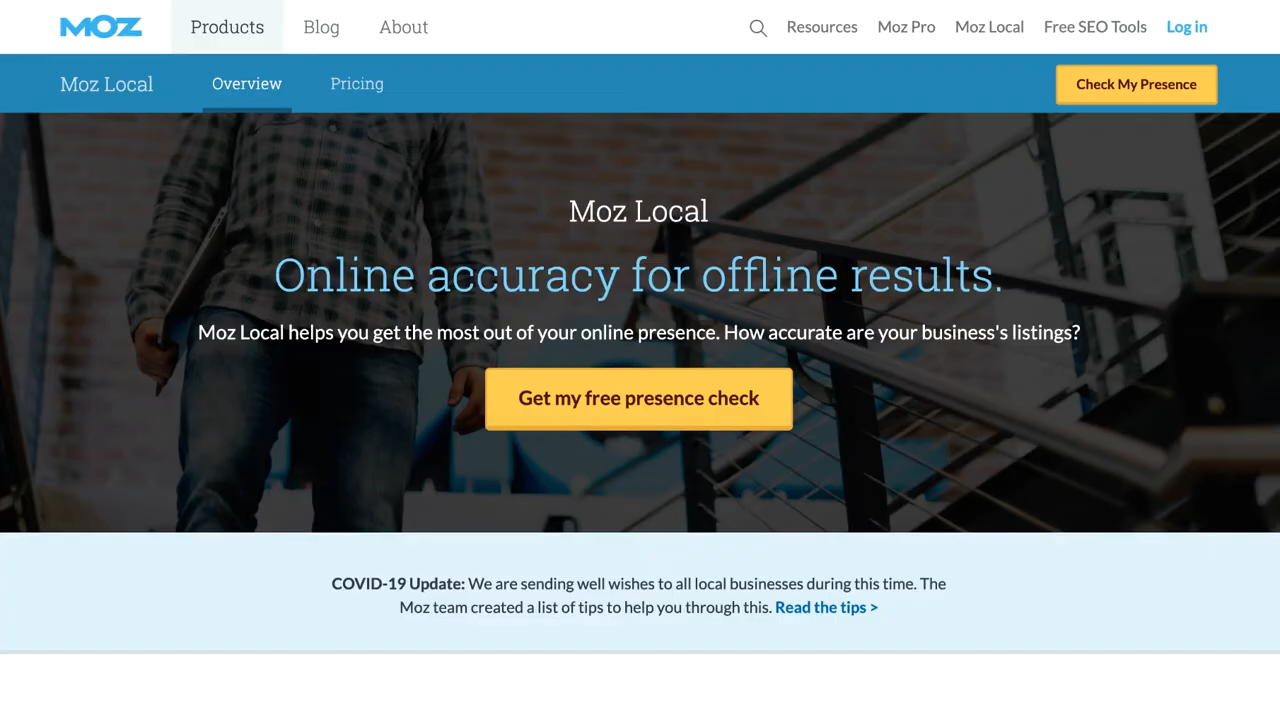 MOZ
Products
Blog
About
Resources
Moz Pro
Moz Local
Free SEO Tools
Log in
Moz Local
Overview
Pricing
Check My Presence
Moz Local
Online accuracy for offline results.
Moz Local helps you get the most out of your online presence. How accurate are your business's listings?
Get my free presence check
COVID-19 Update: We are sending well wishes to all local businesses during this time. The
Moz team created a list of tips to help you through this. Read the tips >